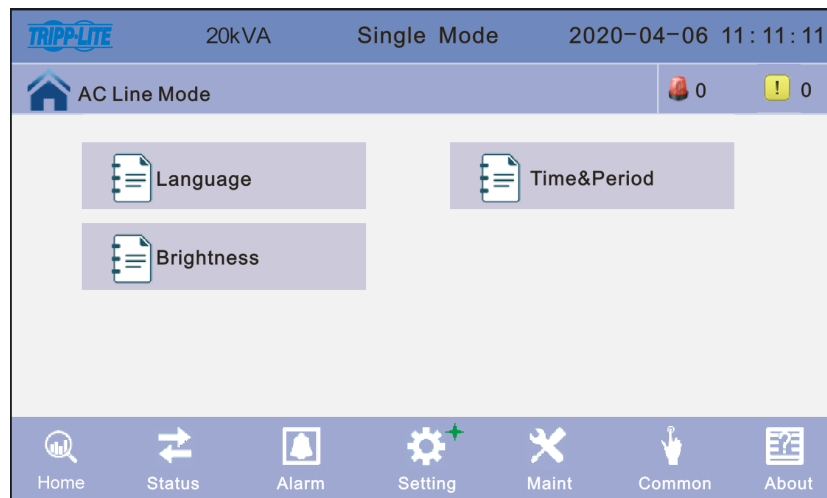 TRIPP·LITE 20kVA Single Mode 2020-04-06 11:11:11
AC Line Mode 0 ! 0
Language Time&Period
Brightness
Home Status Alarm Setting Maint Common About